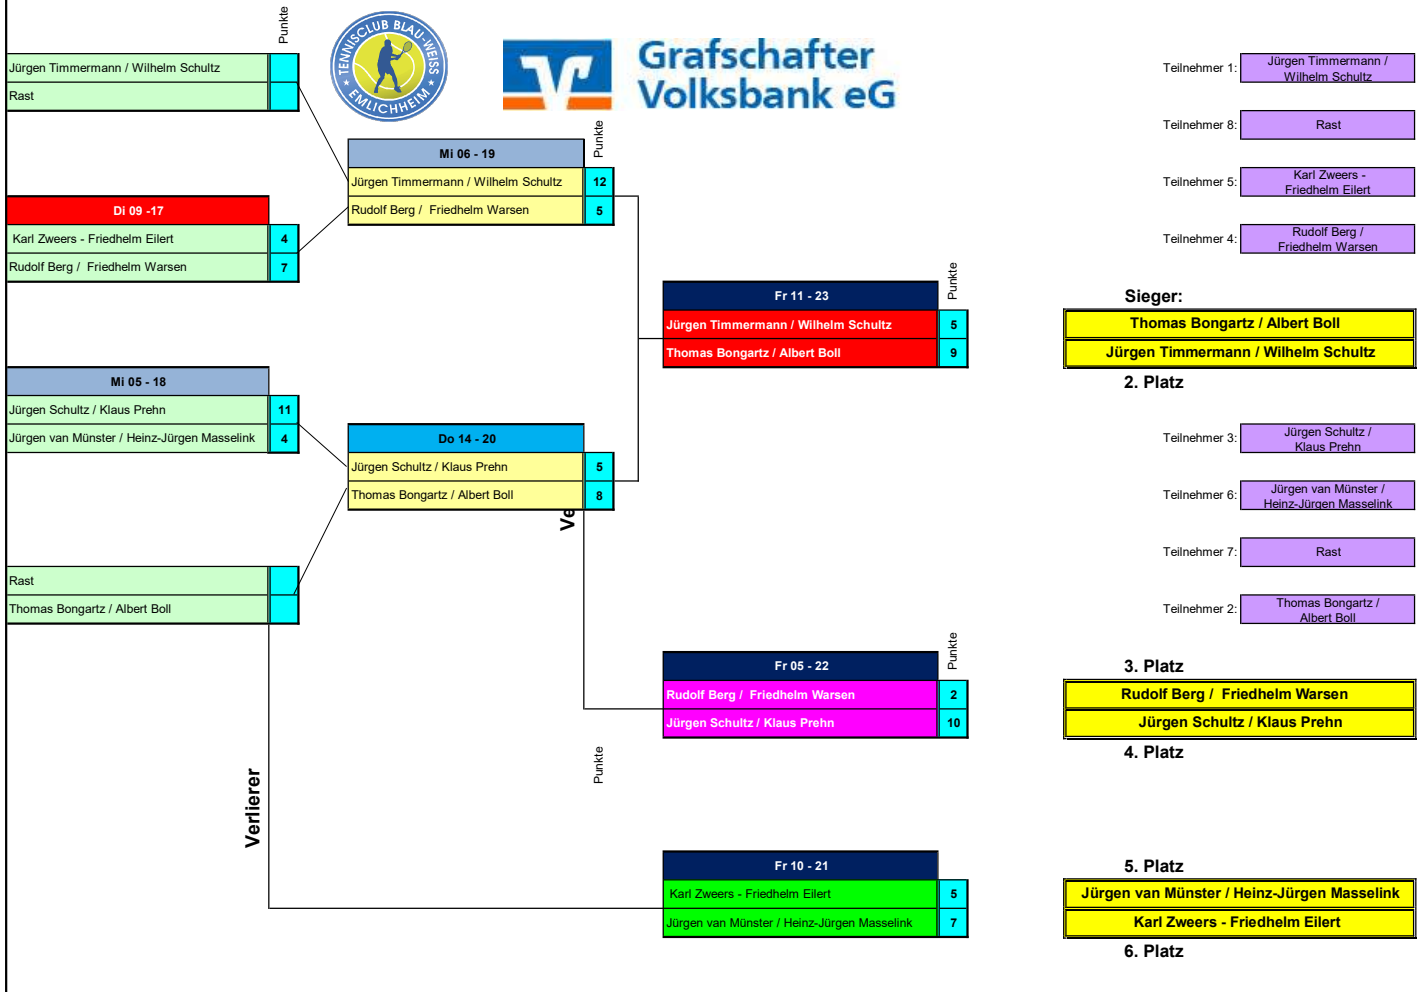 Punkte
Jürgen Timmermann / Wilhelm Schultz
Rast
TENNISCLUB BLAU-WEISS
EMLICHHEIM
Grafschafter
Volksbank eG
Teilnehmer 1:
Jürgen Timmermann /
Wilhelm Schultz
Teilnehmer 8:
Rast
Teilnehmer 5:
Karl Zweers -
Friedhelm Eilert
Teilnehmer 4:
Rudolf Berg /
Friedhelm Warsen
Punkte
Mi 06 - 19
Jürgen Timmermann / Wilhelm Schultz 12
Rudolf Berg / Friedhelm Warsen 5
Di 09 -17
Karl Zweers - Friedhelm Eilert 4
Rudolf Berg / Friedhelm Warsen 7
Punkte
Fr 11 - 23
Jürgen Timmermann / Wilhelm Schultz 5
Thomas Bongartz / Albert Boll 9
Sieger:
Thomas Bongartz / Albert Boll
Jürgen Timmermann / Wilhelm Schultz
2. Platz
Mi 05 - 18
Jürgen Schultz / Klaus Prehn 11
Jürgen van Münster / Heinz-Jürgen Masselink 4
Do 14 - 20
Jürgen Schultz / Klaus Prehn 5
Thomas Bongartz / Albert Boll 8
Ve
Teilnehmer 3:
Jürgen Schultz /
Klaus Prehn
Teilnehmer 6:
Jürgen van Münster /
Heinz-Jürgen Masselink
Teilnehmer 7:
Rast
Teilnehmer 2:
Thomas Bongartz /
Albert Boll
Rast
Thomas Bongartz / Albert Boll
Punkte
Fr 05 - 22
Rudolf Berg / Friedhelm Warsen 2
Jürgen Schultz / Klaus Prehn 10
3. Platz
Rudolf Berg / Friedhelm Warsen
Jürgen Schultz / Klaus Prehn
4. Platz
Punkte
Verlierer
Fr 10 - 21
Karl Zweers - Friedhelm Eilert 5
Jürgen van Münster / Heinz-Jürgen Masselink 7
5. Platz
Jürgen van Münster / Heinz-Jürgen Masselink
Karl Zweers - Friedhelm Eilert
6. Platz